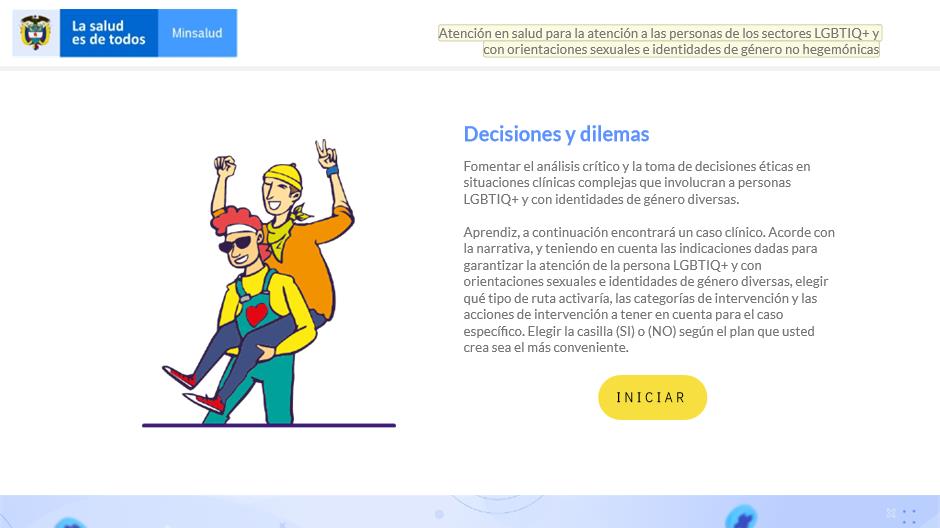 La salud
es de todos
Minsalud
Atención en salud para la atención a las personas de los sectores LGBTIQ+ y
con orientaciones sexuales e identidades de género no hegemónicas
Decisiones y dilemas
Fomentar el análisis crítico y la toma de decisiones éticas en
situaciones clínicas complejas que involucran a personas
LGBTIQ+ y con identidades de género diversas.
Aprendiz, a continuación encontrará un caso clínico. Acorde con
la narrativa, y teniendo en cuenta las indicaciones dadas para
garantizar la atención de la persona LGBTIQ+ y con
orientaciones sexuales e identidades de género diversas, elegir
qué tipo de ruta activaría, las categorías de intervención y las
acciones de intervención a tener en cuenta para el caso
específico. Elegir la casilla (SI) o (NO) según el plan que usted
crea sea el más conveniente.
INICIAR